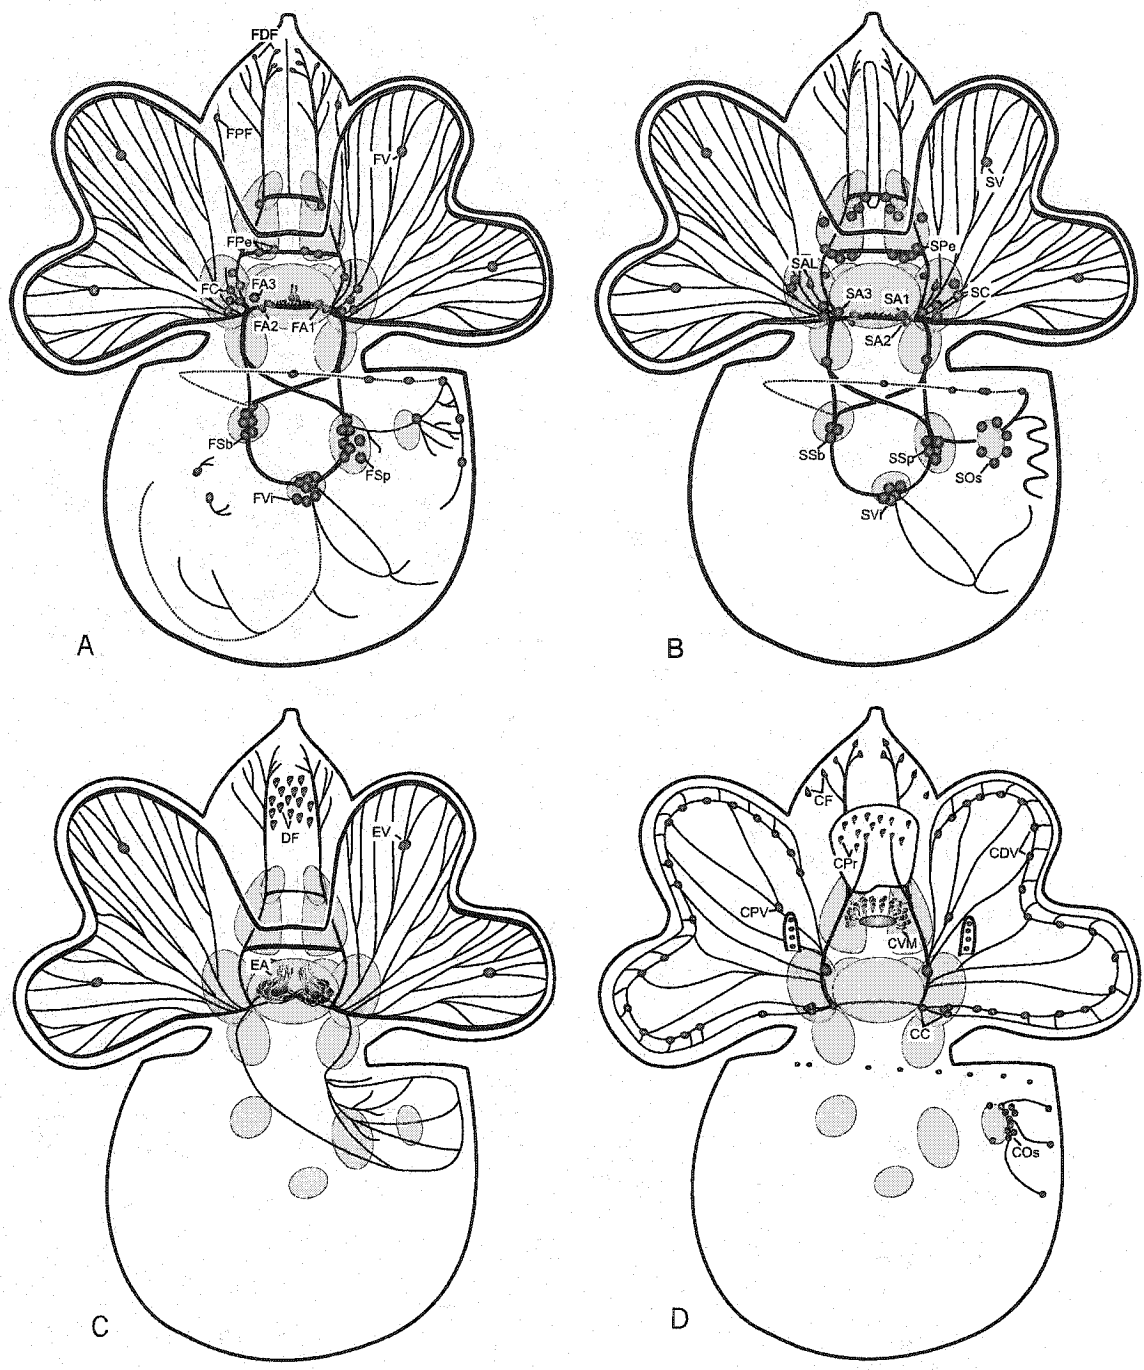 FDF
FPF
FV
FPe
FC
FA3
FA2
FA1
FSb
FSp
FVi
A
SV
SPe
SAL
SA3
SA1
SC
SA2
SSb
SSp
SOs
SVi
B
DF
EV
EA
C
CF
CPr
CDV
CPV
CVM
CC
COs
D